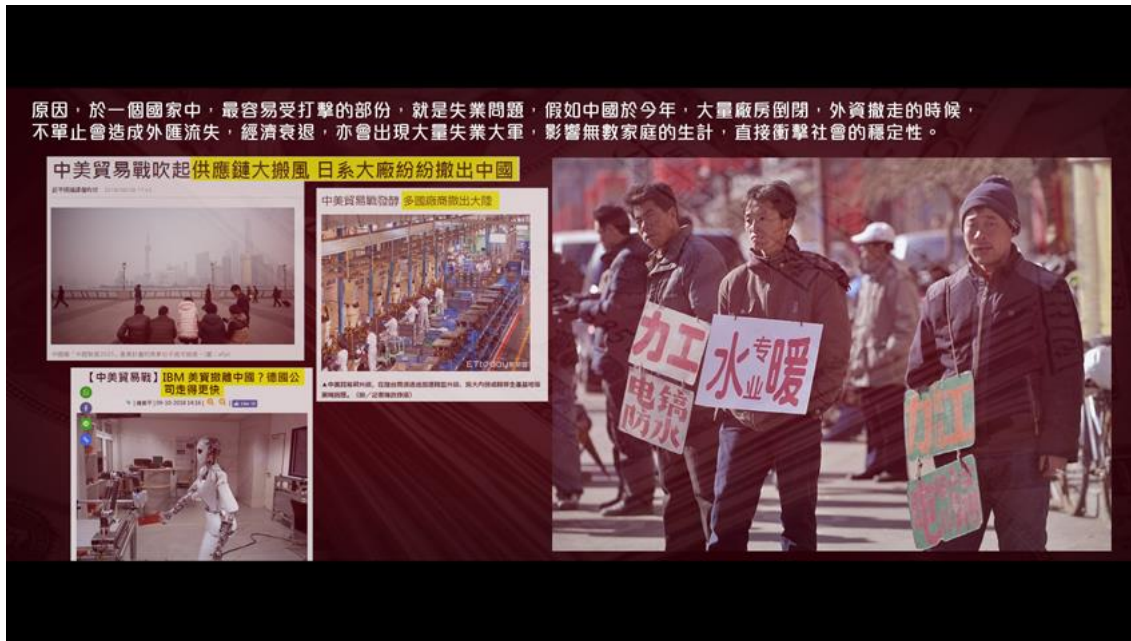 原因，於一個國家中，最容易受打擊的部份，就是失業問題，假如中國於今年，大量廠房倒閉，外資撤走的時候，
不單止會造成外匯流失，經濟衰退，亦會出現大量失業大軍，影響無數家庭的生計，直接衝擊社會的穩定性。
中美貿易戰吹起供應鏈大搬風 日系大廠紛紛撤出中國
中美貿易戰發酵 多國廠商撤出大陸
ETtoday
【中美貿易戰】IBM 美資撤離中國？德國公
司走得更快
09-10-2018 14:16
力工
电镐
防水
水专业暖
力工